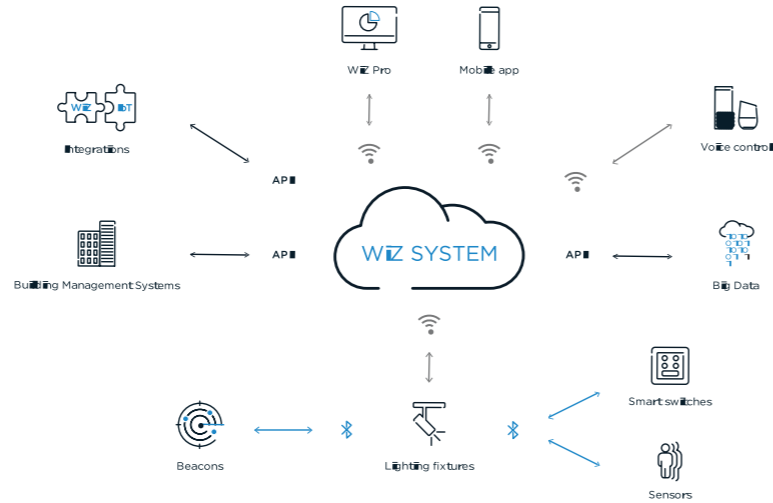 WiZ Pro
Mobile app
WiZ IoT
Integrations
Voice control
API
WiZ SYSTEM
API
API
Building Management Systems
Big Data
Smart switches
Beacons
Lighting fixtures
Sensors